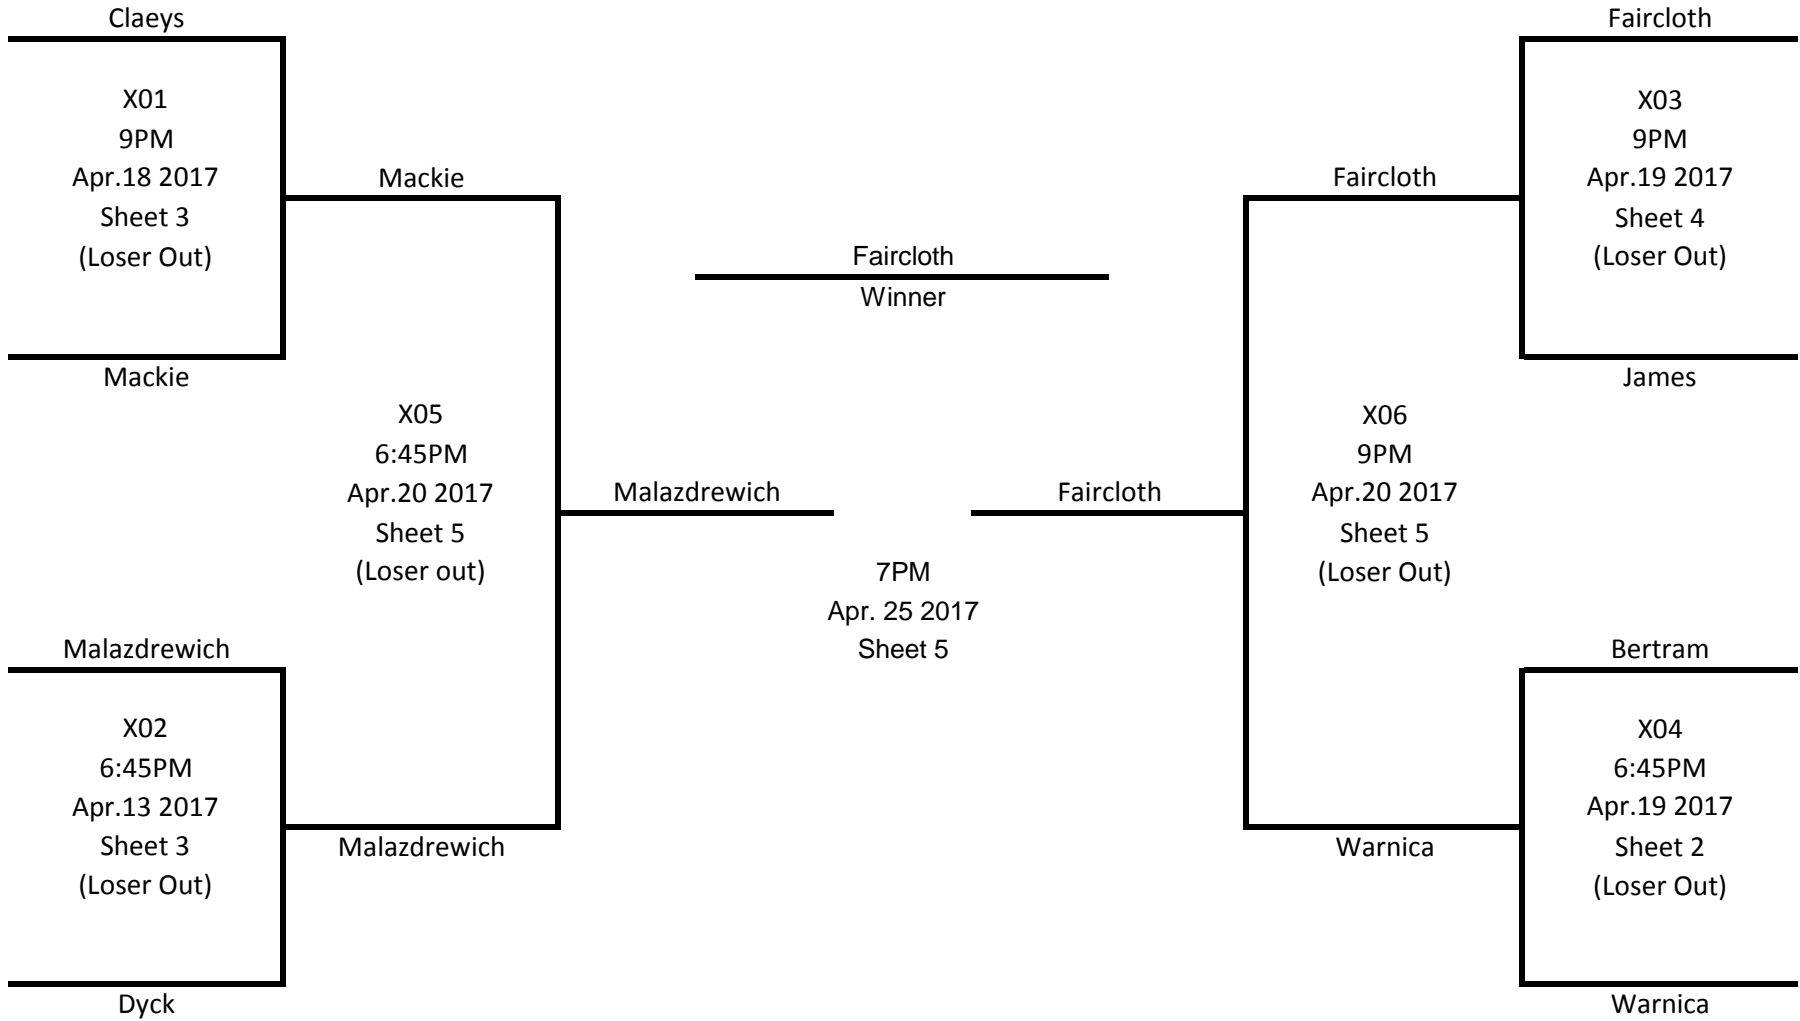 Claeys
X01
9PM
Apr.18 2017
Sheet 3
(Loser Out)
Mackie
Mackie
X05
6:45PM
Apr.20 2017
Sheet 5
(Loser out)
Malazdrewich
X02
6:45PM
Apr.13 2017
Sheet 3
(Loser Out)
Dyck
Malazdrewich
Malazdrewich
Faircloth
Winner
7PM
Apr. 25 2017
Sheet 5
Faircloth
Faircloth
X06
9PM
Apr.20 2017
Sheet 5
(Loser Out)
Warnica
Faircloth
X03
9PM
Apr.19 2017
Sheet 4
(Loser Out)
James
Bertram
X04
6:45PM
Apr.19 2017
Sheet 2
(Loser Out)
Warnica